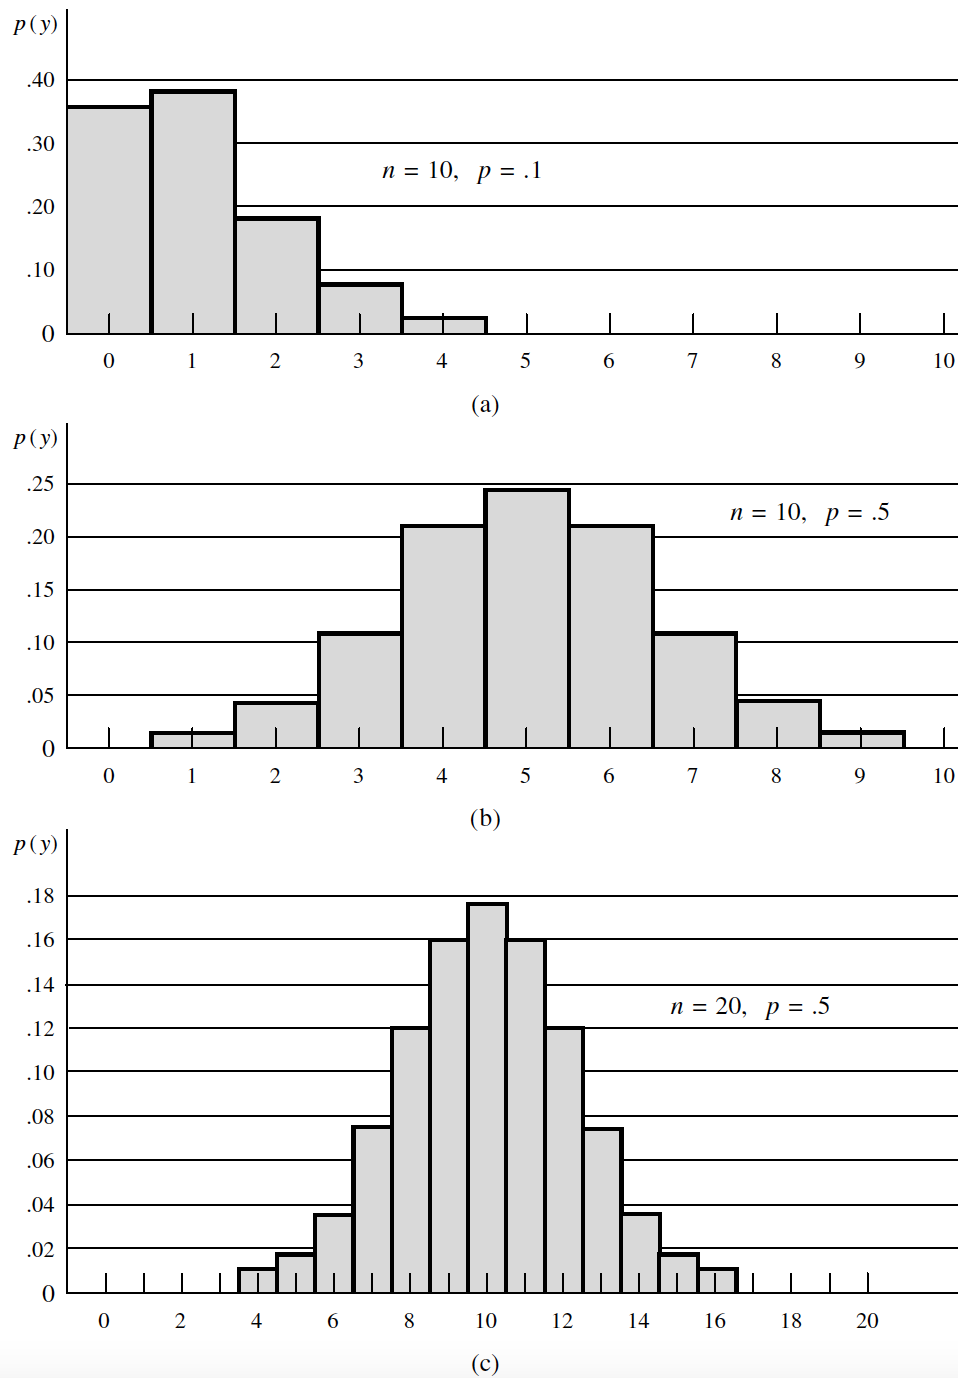 p(y)
.40
.30
n = 10, p = .1
.20
.10
0
0 1 2 3 4 5 6 7 8 9 10
(a)
p(y)
.25
n = 10, p = .5
.20
.15
.10
.05
0
0 1 2 3 4 5 6 7 8 9 10
(b)
p(y)
.18
.16
.14
n = 20, p = .5
.12
.10
.08
.06
.04
.02
0
0 2 4 6 8 10 12 14 16 18 20
(c)